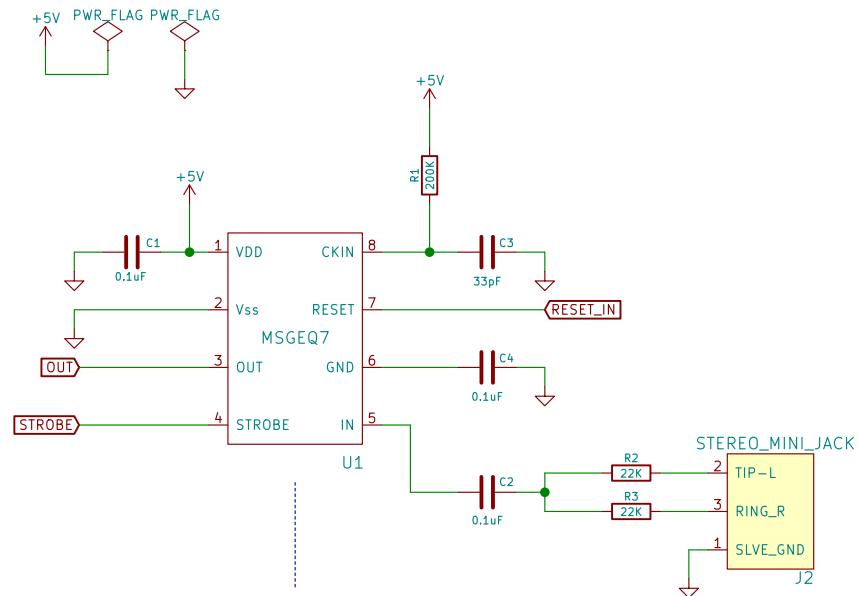 +5V
PWR_FLAG
PWR_FLAG
+5V
R1
200K
+5V
C1
0.1uF
1
VDD
CKIN
8
C3
33pF
2
Vss
RESET
7
RESET_IN
MSGEQ7
OUT
3
OUT
GND
6
C4
0.1uF
STROBE
4
STROBE
IN
5
U1
C2
0.1uF
STEREO_MINI_JACK
R2
22K
2
TIP-L
R3
22K
3
RING_R
1
SLVE_GND
J2